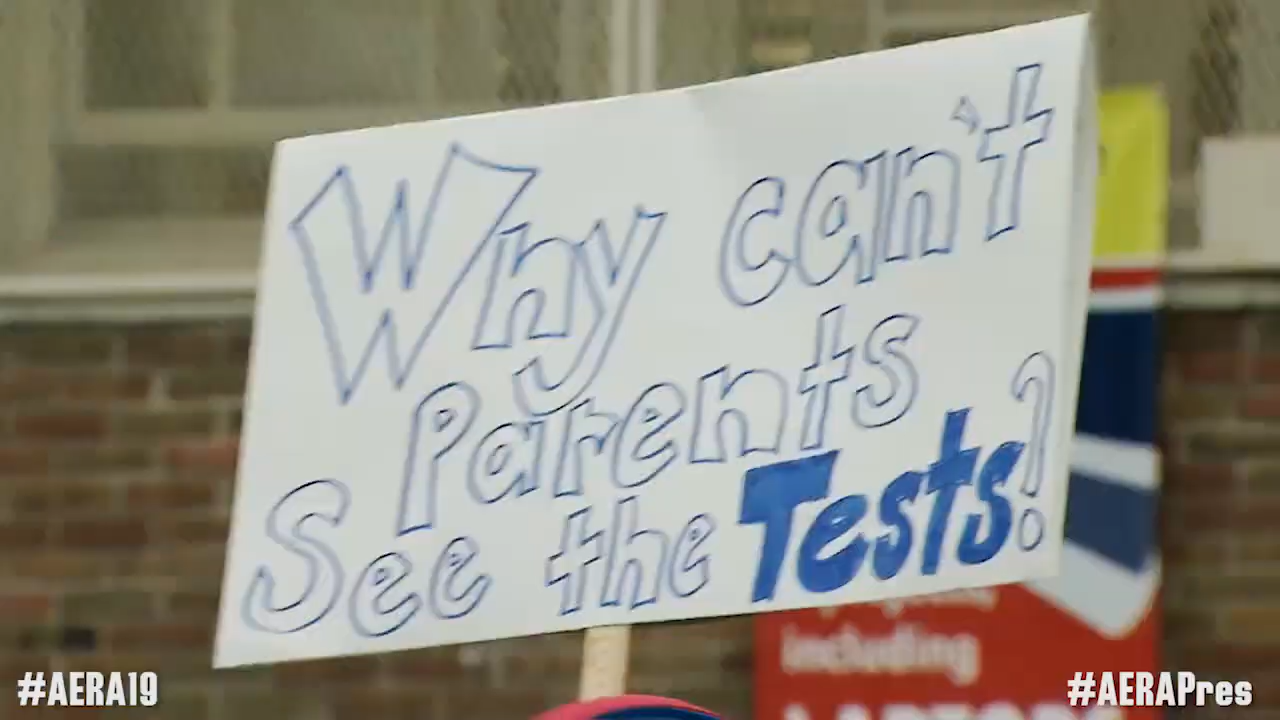 Why can't
Parents
See the Tests?
including
#AERA19
#AERAPres